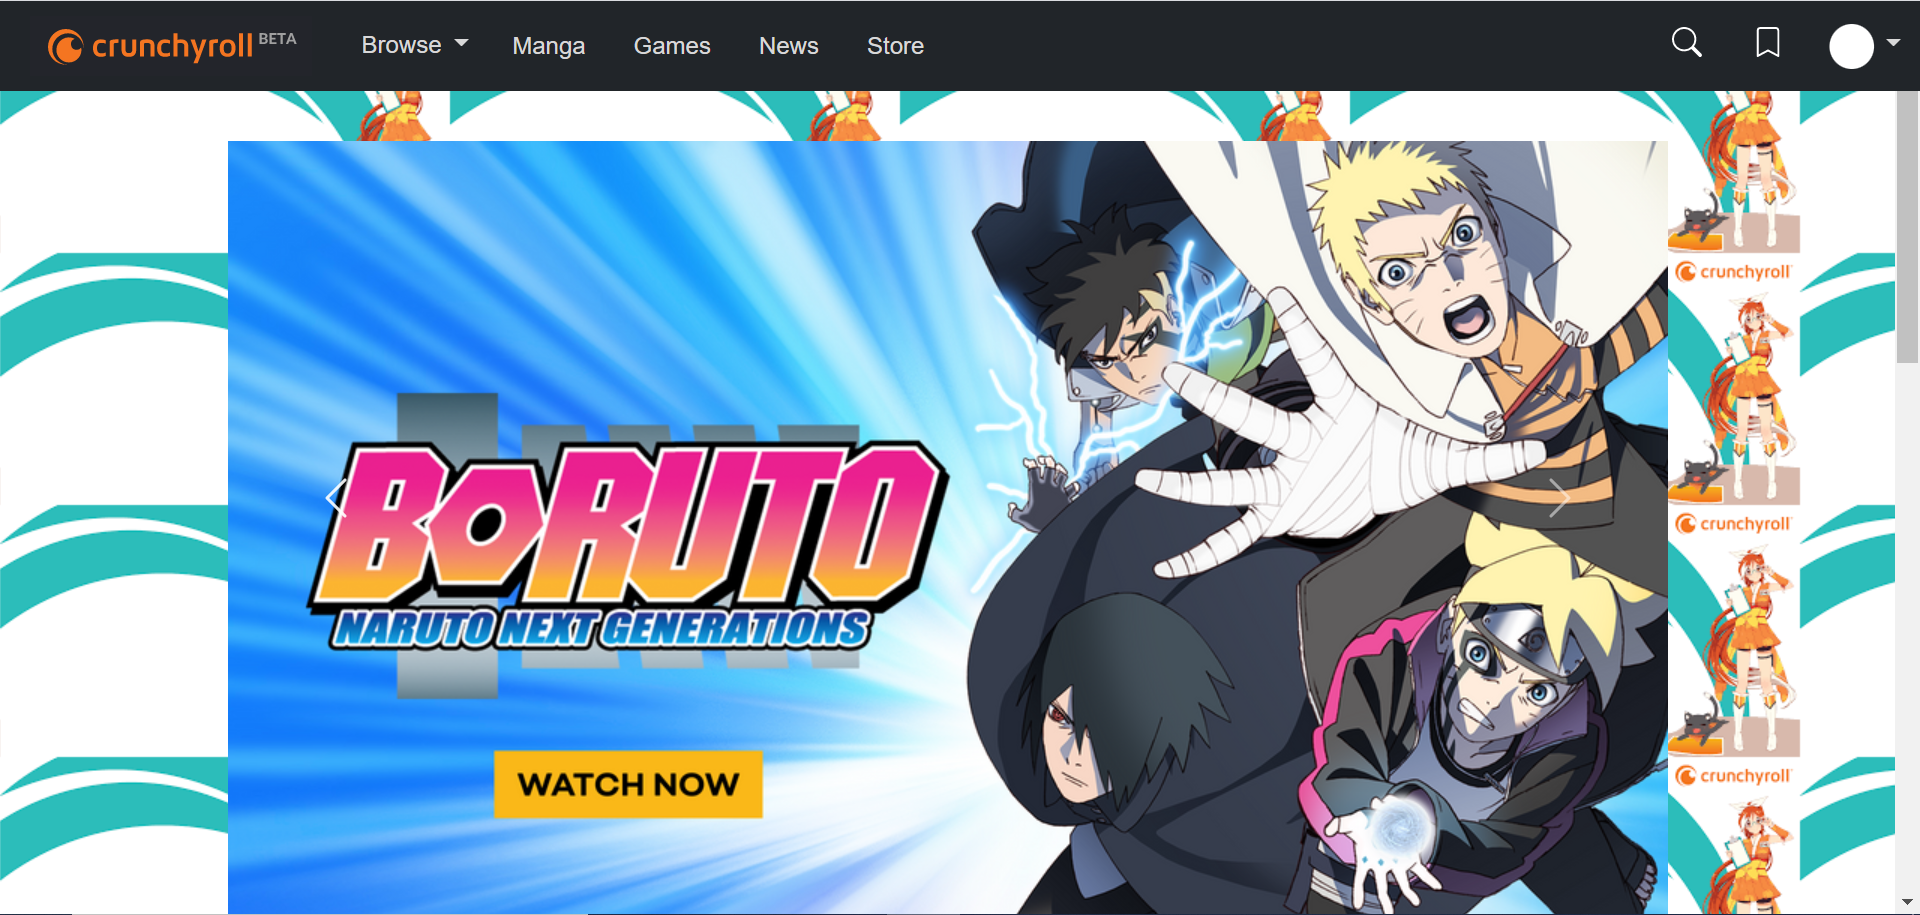 crunchyroll BETA Browse Manga Games News Store
crunchyroll
BORUTO
crunchyroll
NARUTO NEXT GENERATIONS
WATCH NOW
crunchyroll